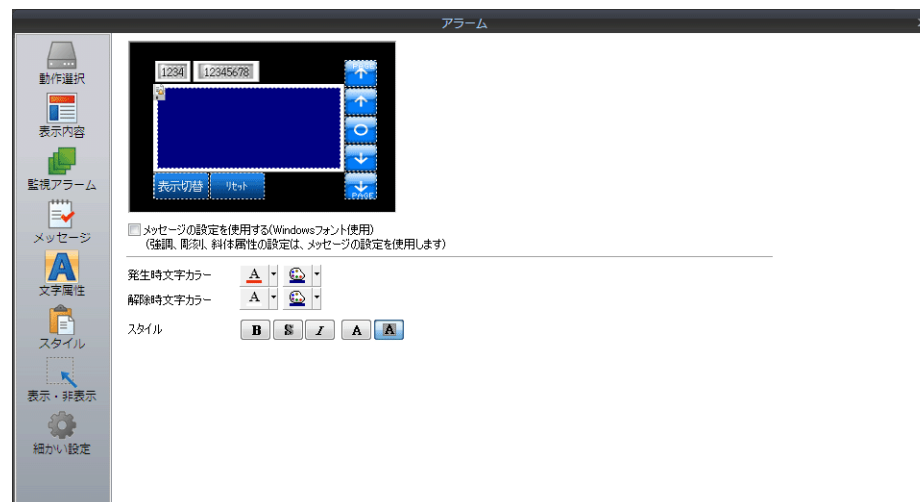 アラーム
動作選択
表示内容
監視アラーム
メッセージ
文字属性
スタイル
表示・非表示
細かい設定
1234 12345678
PAGE
表示切替 リセット
PAGE
メッセージの設定を使用する(Windowsフォント使用)
(強調、彫刻、斜体属性の設定は、メッセージの設定を使用します)
発生時文字カラー A
解除時文字カラー A
スタイル B S I A A